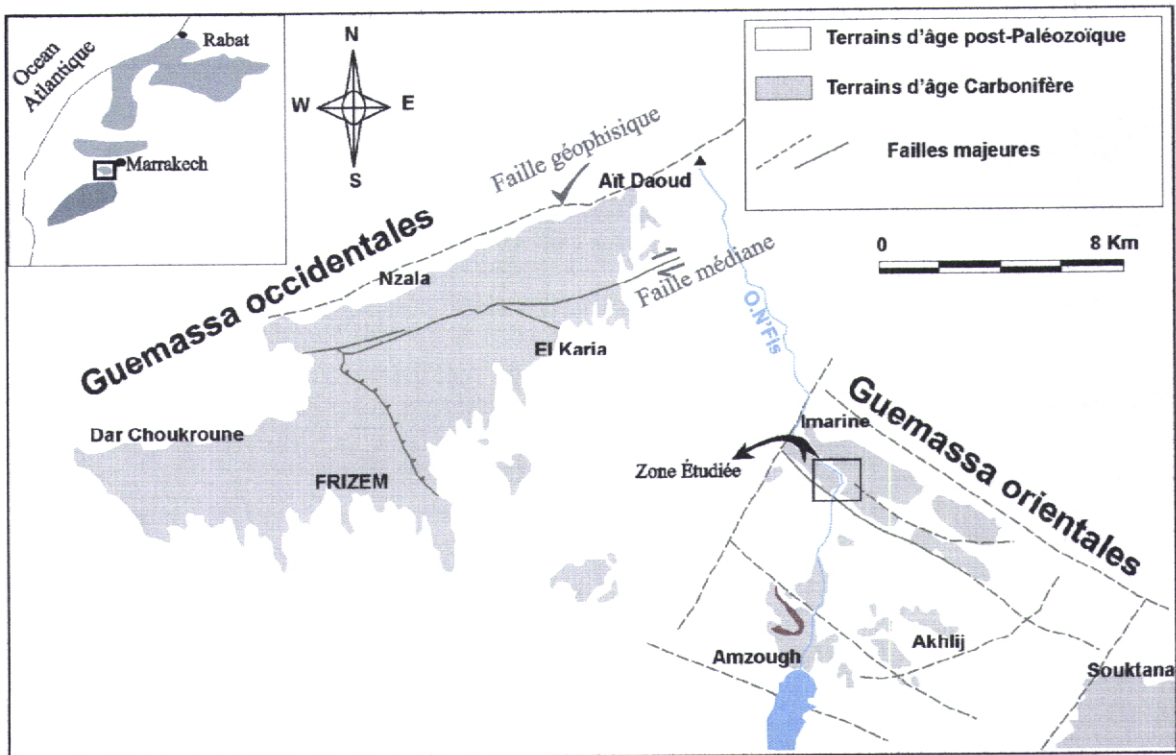 Ocean
Atlantique
Rabat
Marrakech
N
W
E
S
Terrains d'âge post-Paléozoïque
Terrains d'âge Carbonifère
Failles majeures
0
8 Km
Faille géophisique
Aït Daoud
Guemassa occidentales
Nzala
Faille médiane
O.N'Fis
El Karia
Dar Choukroune
FRIZEM
Imarine
Zone Étudiée
Guemassa orientales
Amzough
Akhlij
Souktana